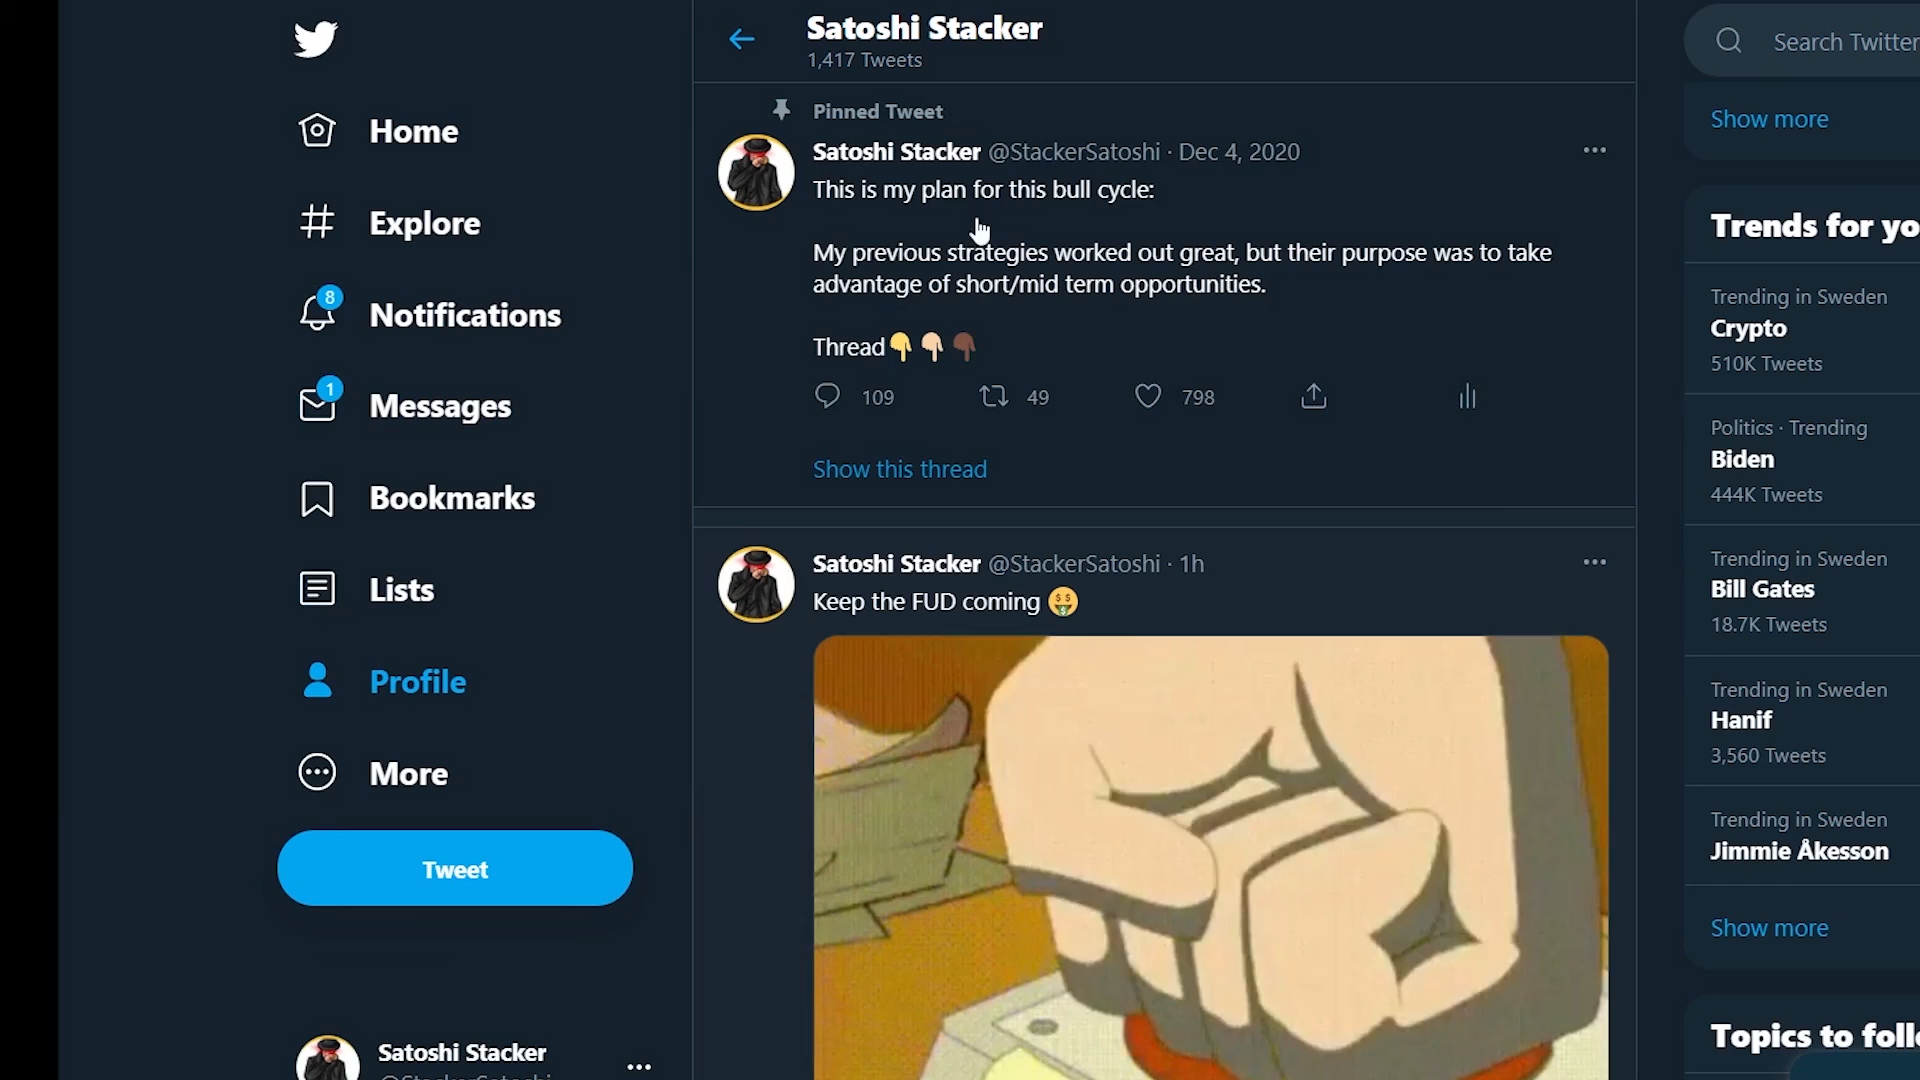 Home
Explore
8
Notifications
1
Messages
Bookmarks
Lists
Profile
More
Tweet
Satoshi Stacker
Satoshi Stacker
1,417 Tweets
Pinned Tweet
Satoshi Stacker @StackerSatoshi · Dec 4, 2020
This is my plan for this bull cycle:
My previous strategies worked out great, but their purpose was to take
advantage of short/mid term opportunities.
Thread👇👇🏼👇🏿
109 49 798
Show this thread
Satoshi Stacker @StackerSatoshi · 1h
Keep the FUD coming 🤑
Search Twitter
Show more
Trends for yo
Trending in Sweden
Crypto
510K Tweets
Politics · Trending
Biden
444K Tweets
Trending in Sweden
Bill Gates
18.7K Tweets
Trending in Sweden
Hanif
3,560 Tweets
Trending in Sweden
Jimmie Åkesson
Show more
Topics to follo